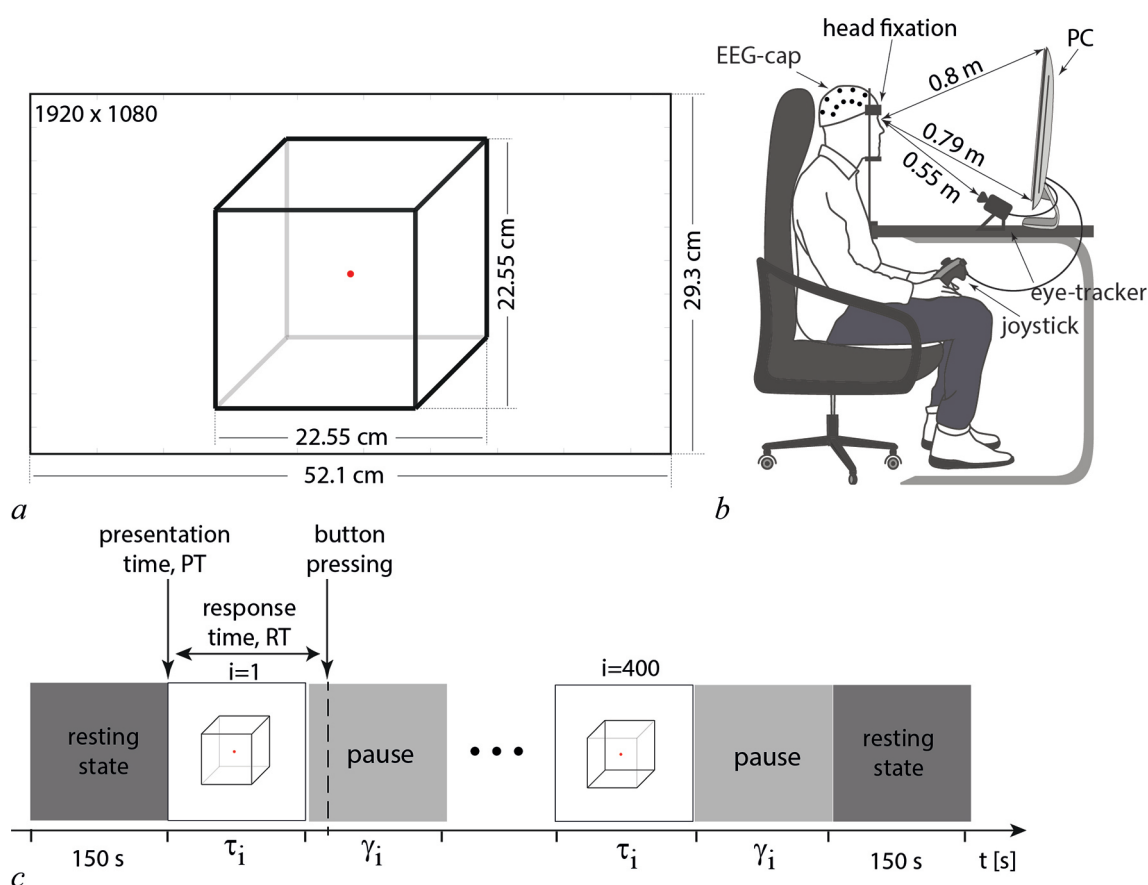 1920 x 1080
22.55 cm
29.3 cm
22.55 cm
52.1 cm
a
head fixation
EEG-cap
PC
0.8 m
0.79 m
0.55 m
eye-tracker
joystick
b
presentation
time, PT
button
pressing
response
time, RT
i=1
i=400
resting
state
pause
• • •
pause
resting
state
150 s
τi
γi
τi
γi
150 s
t [s]
c